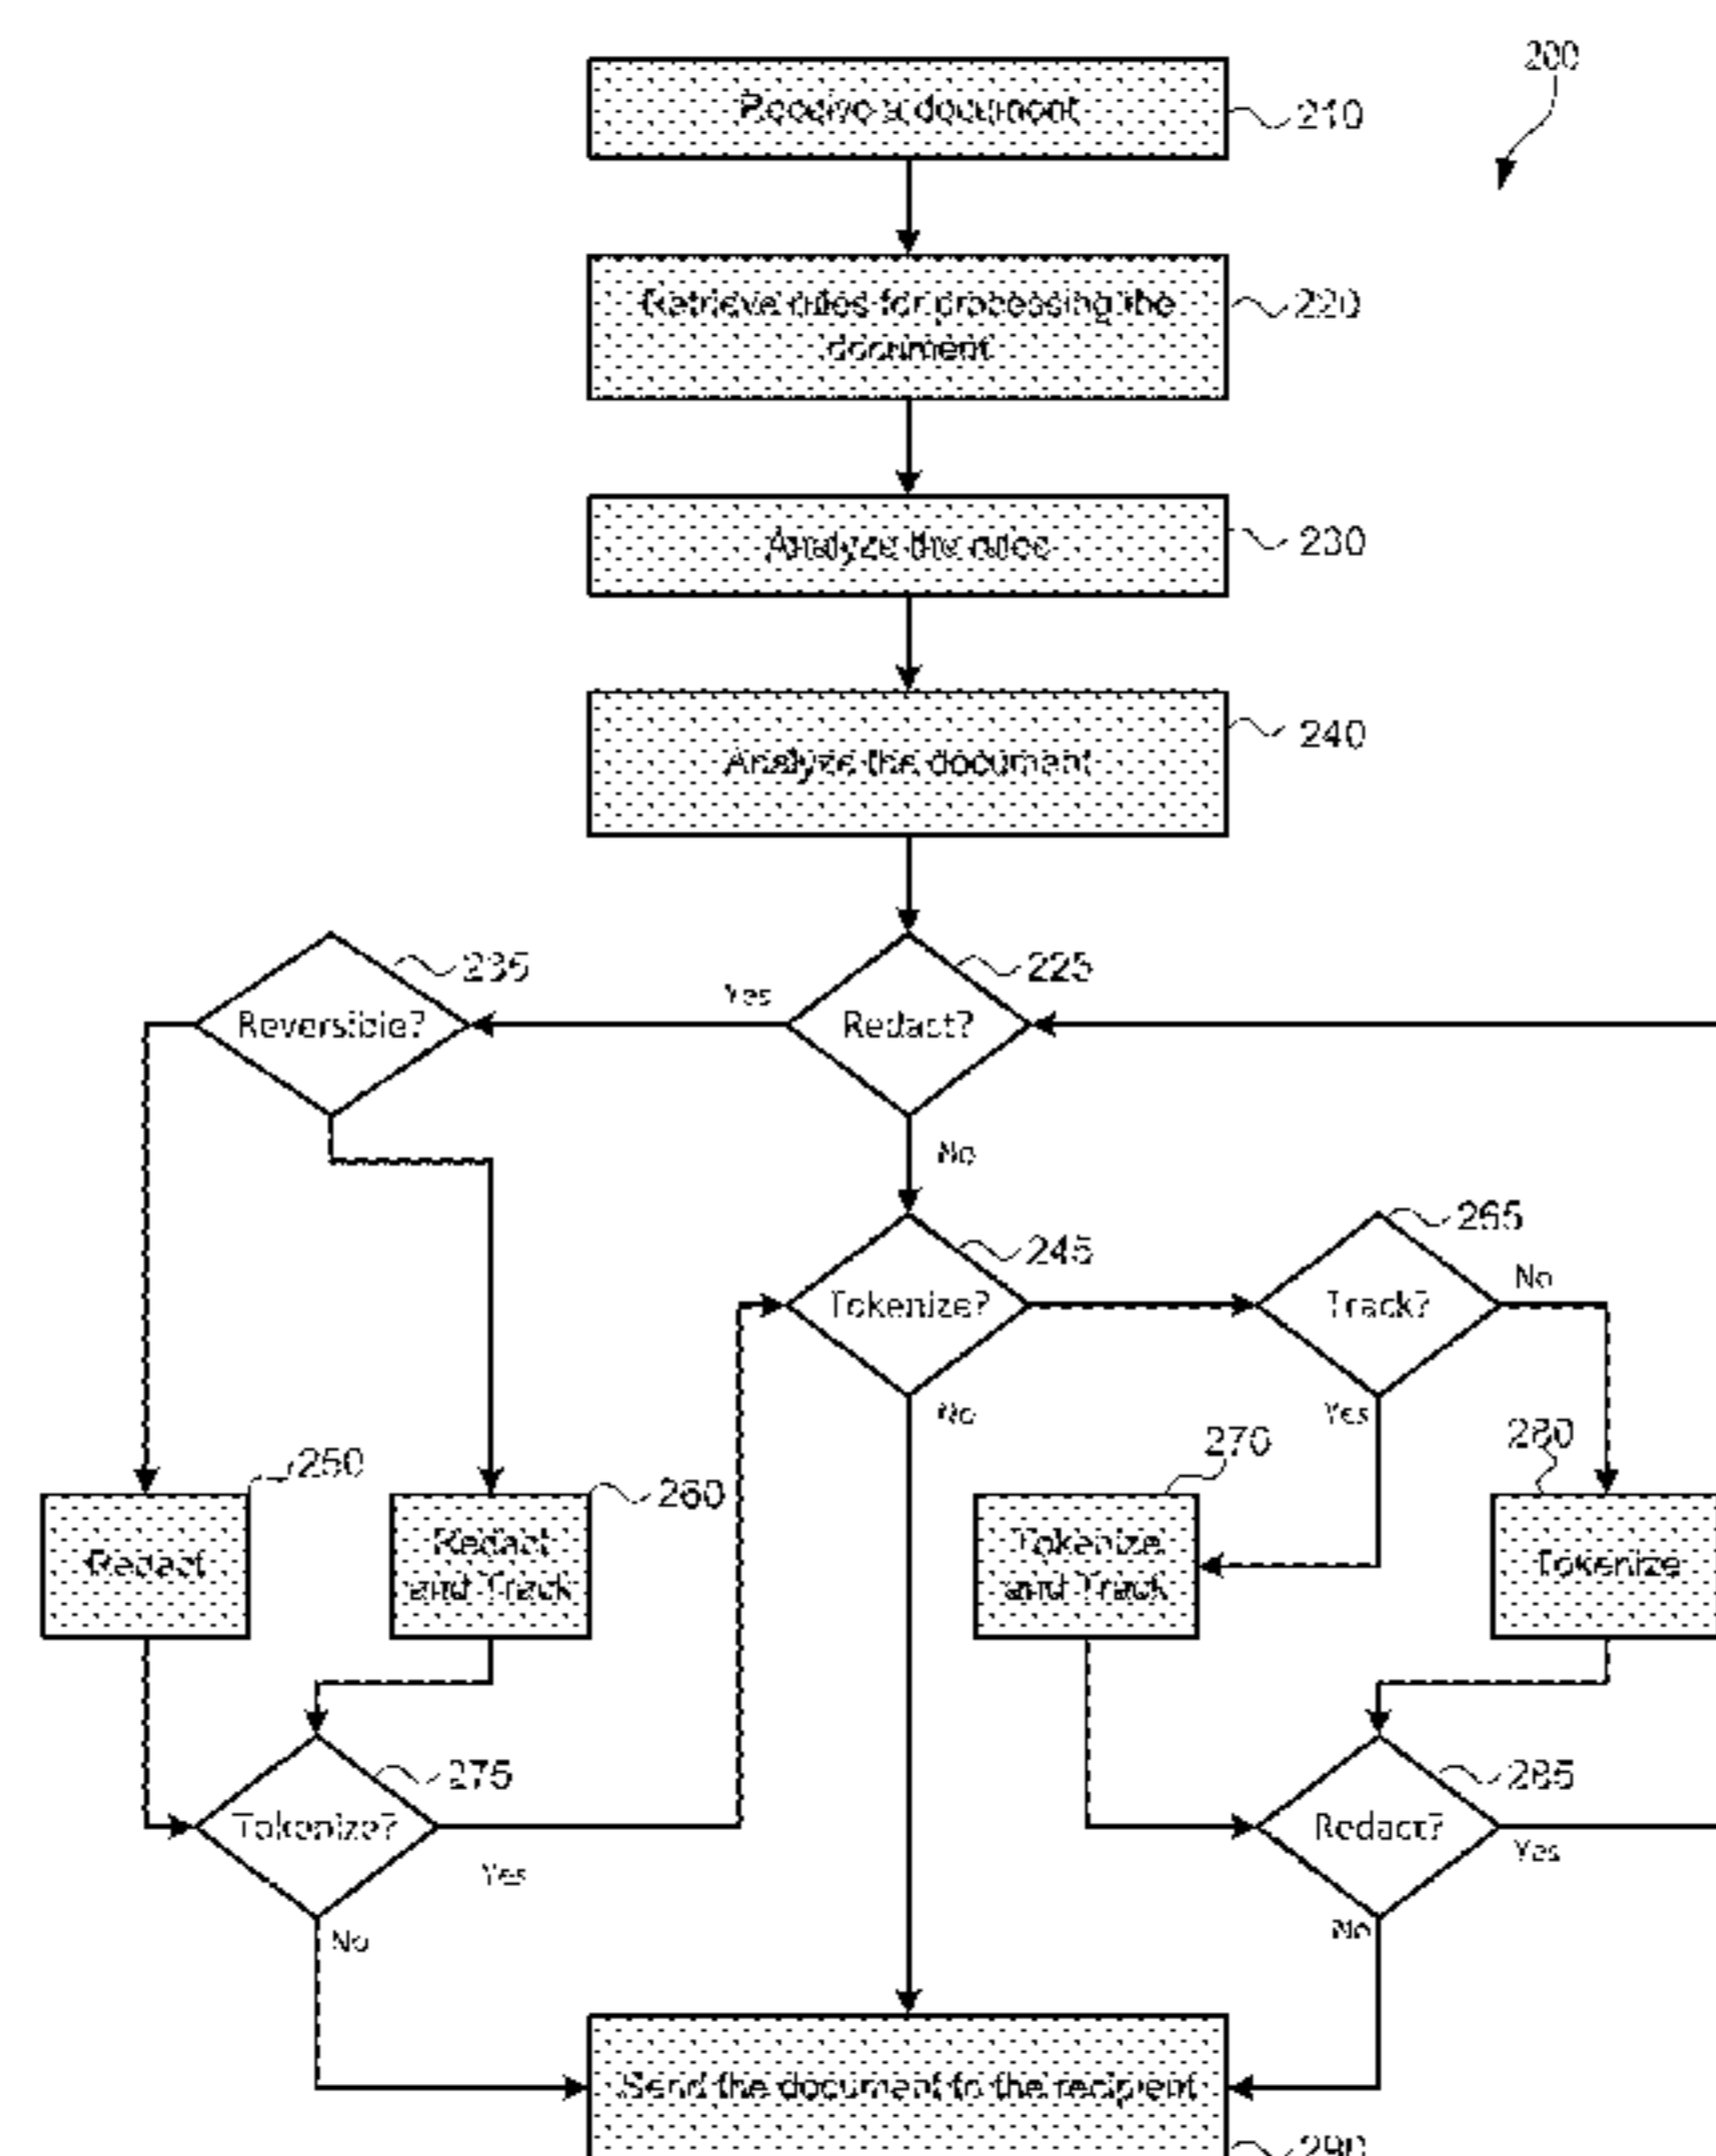 200
Receive a document
210
Retrieve rules for processing the
document
220
Analyze the rules
230
Analyze the document
240
Reversible?
235
Yes
Redact?
225
No
Tokenize?
245
Track?
265
No
No
Yes
250
260
270
280
Redact
Redact
and Track
Tokenize
and Track
Tokenize
Tokenize?
275
Yes
No
Redact?
285
Yes
No
Send the document to the recipient
290